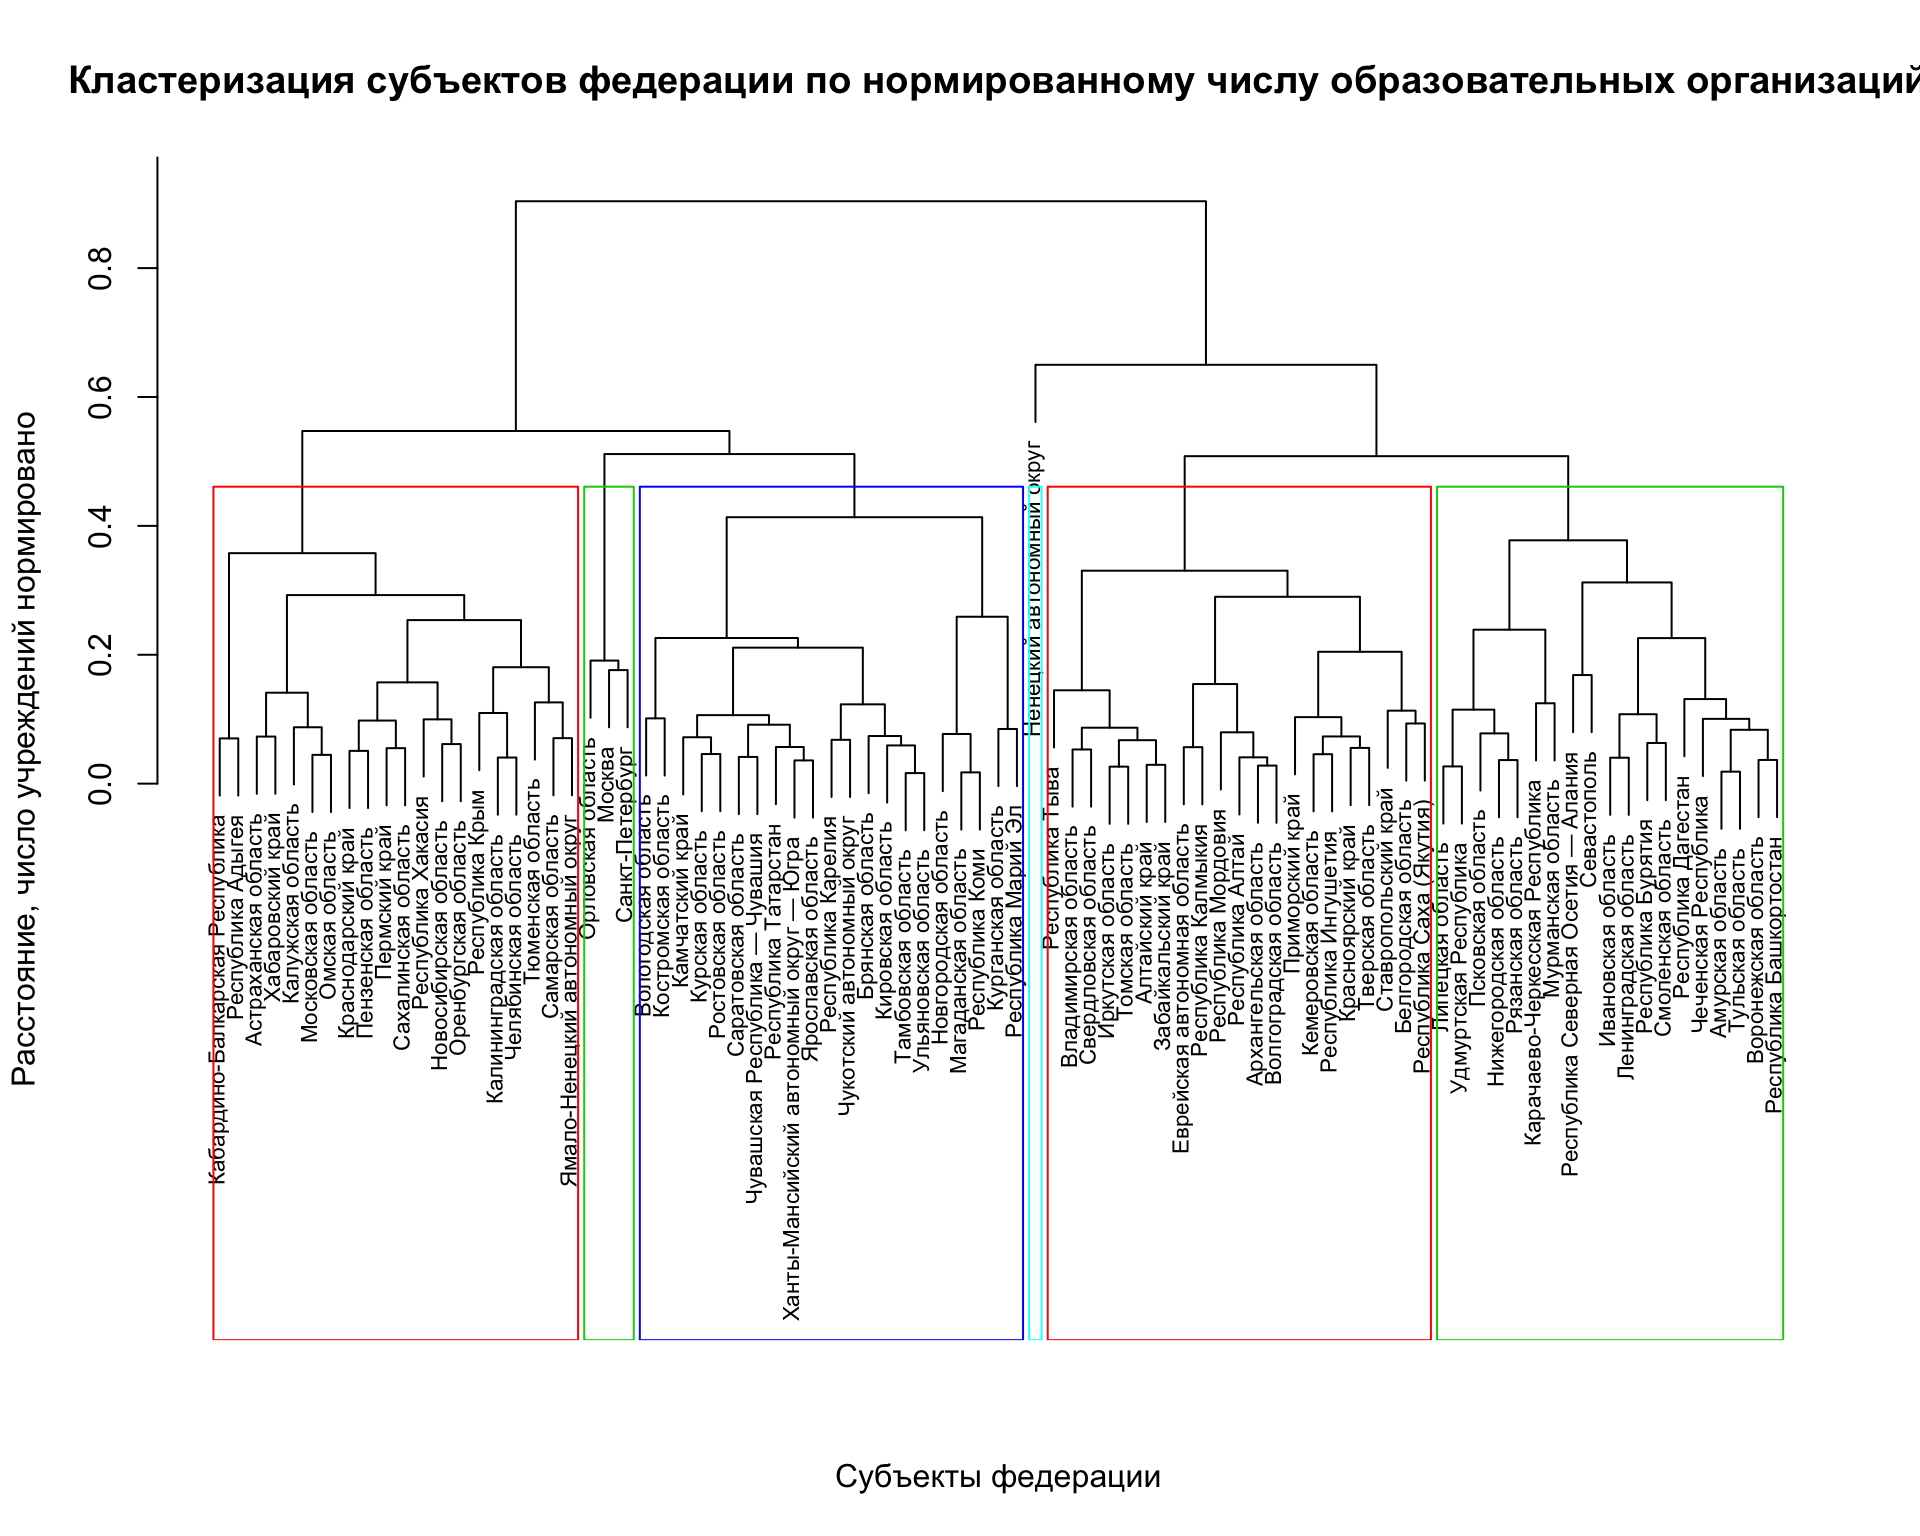 Кластеризация субъектов федерации по нормированному числу образовательных организаций
Расстояние, число учреждений нормировано
0.8
0.6
0.4
0.2
0.0
Кабардино-Балкарская Республика
Республика Адыгея
Астраханская область
Хабаровский край
Калужская область
Московская область
Омская область
Краснодарский край
Пензенская область
Пермский край
Сахалинская область
Республика Хакасия
Новосибирская область
Оренбургская область
Республика Крым
Калининградская область
Челябинская область
Тюменская область
Самарская область
Ямало-Ненецкий автономный округ
Орловская область
Москва
Санкт-Петербург
Вологодская область
Костромская область
Камчатский край
Курская область
Ростовская область
Саратовская область
Чувашская Республика — Чувашия
Республика Татарстан
Ханты-Мансийский автономный округ — Югра
Ярославская область
Республика Карелия
Чукотский автономный округ
Брянская область
Кировская область
Тамбовская область
Ульяновская область
Новгородская область
Магаданская область
Республика Коми
Курганская область
Республика Марий Эл
Ненецкий автономный округ
Республика Тыва
Владимирская область
Свердловская область
Иркутская область
Томская область
Алтайский край
Забайкальский край
Еврейская автономная область
Республика Калмыкия
Республика Мордовия
Республика Алтай
Архангельская область
Волгоградская область
Приморский край
Кемеровская область
Республика Ингушетия
Красноярский край
Тверская область
Ставропольский край
Белгородская область
Республика Саха (Якутия)
Липецкая область
Удмуртская Республика
Псковская область
Нижегородская область
Рязанская область
Карачаево-Черкесская Республика
Мурманская область
Республика Северная Осетия — Алания
Севастополь
Ивановская область
Ленинградская область
Республика Бурятия
Смоленская область
Республика Дагестан
Чеченская Республика
Амурская область
Тульская область
Воронежская область
Республика Башкортостан
Субъекты федерации